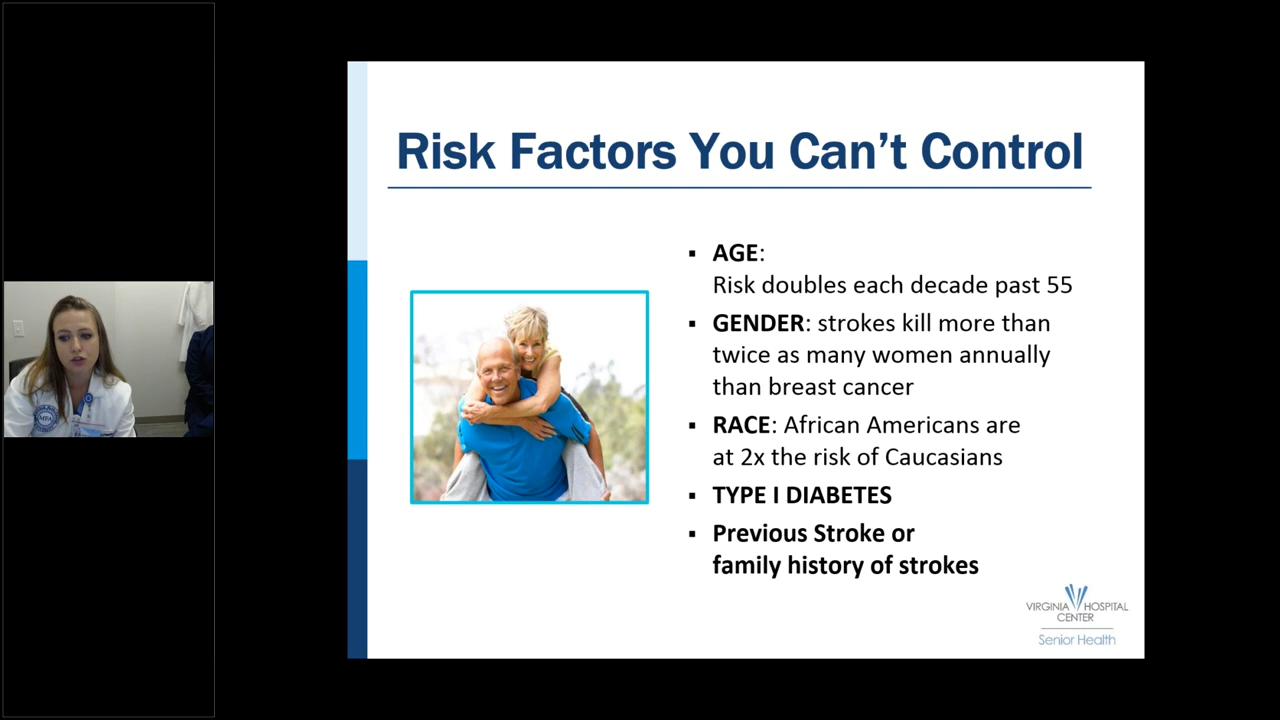 Risk Factors You Can’t Control
▪ AGE:
Risk doubles each decade past 55
▪ GENDER: strokes kill more than
twice as many women annually
than breast cancer
▪ RACE: African Americans are
at 2x the risk of Caucasians
▪ TYPE I DIABETES
▪ Previous Stroke or
family history of strokes
VIRGINIA HOSPITAL
CENTER
Senior Health